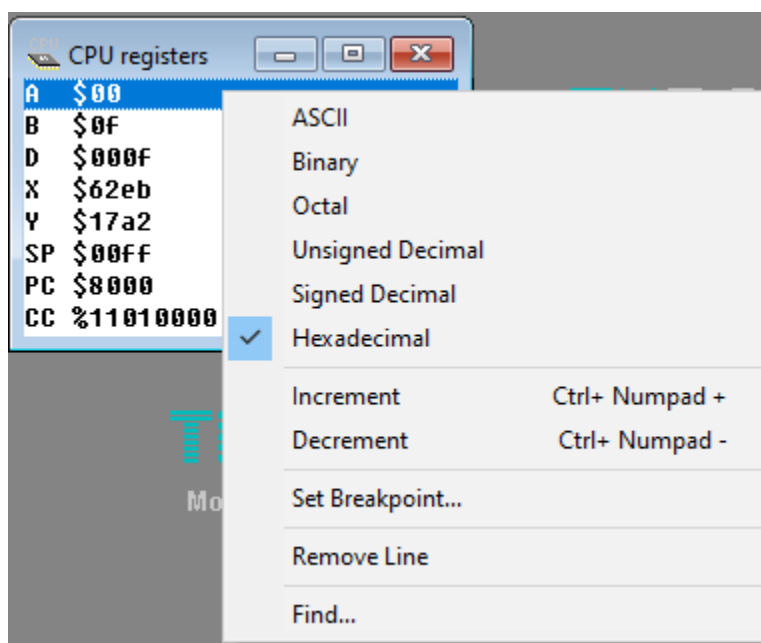 CPU registers
A $00
B $0f
D $000f
X $62eb
Y $17a2
SP $00ff
PC $8000
CC %11010000
ASCII
Binary
Octal
Unsigned Decimal
Signed Decimal
Hexadecimal
Increment Ctrl+ Numpad +
Decrement Ctrl+ Numpad -
Set Breakpoint...
Remove Line
Find...